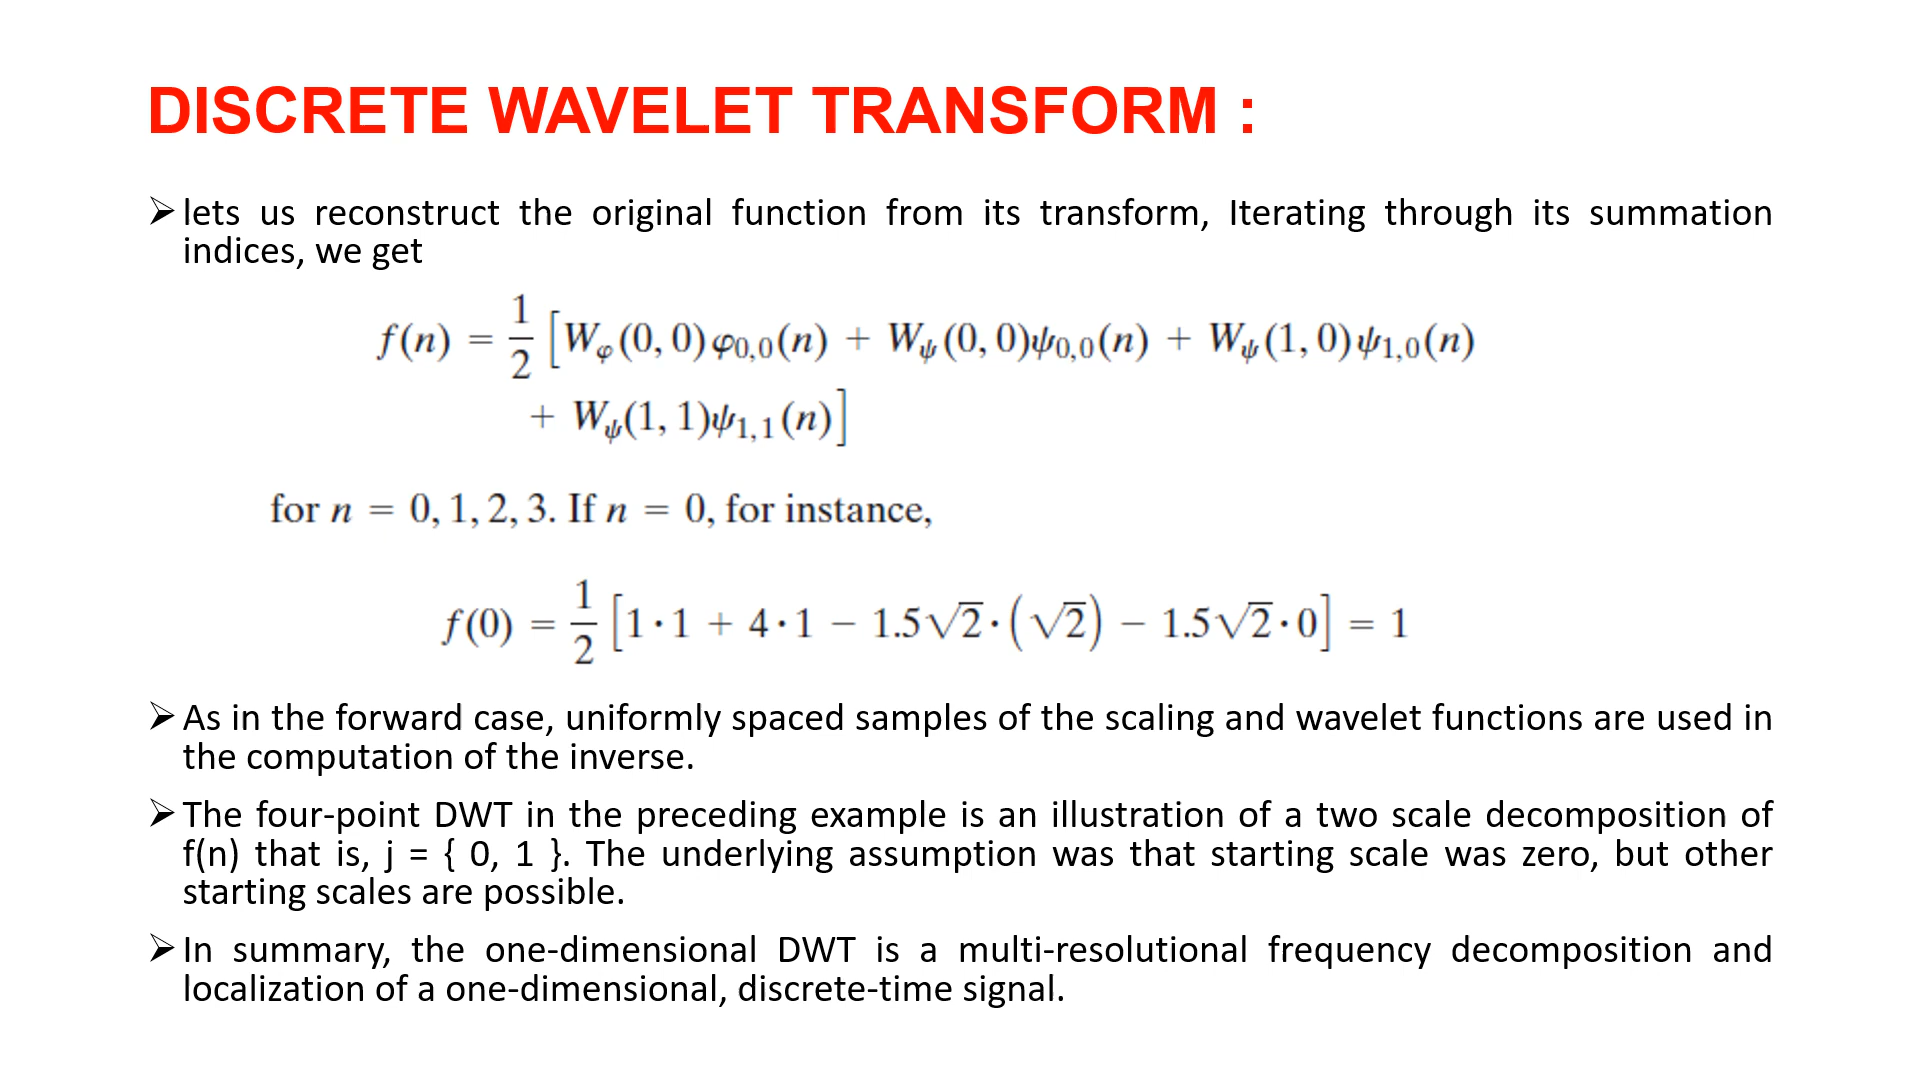 DISCRETE WAVELET TRANSFORM :
➢ lets us reconstruct the original function from its transform, Iterating through its summation
indices, we get
f(n) = 1/2 [W_φ(0, 0)φ_{0,0}(n) + W_ψ(0, 0)ψ_{0,0}(n) + W_ψ(1, 0)ψ_{1,0}(n)
+ W_ψ(1, 1)ψ_{1,1}(n)]
for n = 0, 1, 2, 3. If n = 0, for instance,
f(0) = 1/2 [1·1 + 4·1 − 1.5√2·(√2) − 1.5√2·0] = 1
➢ As in the forward case, uniformly spaced samples of the scaling and wavelet functions are used in
the computation of the inverse.
➢ The four-point DWT in the preceding example is an illustration of a two scale decomposition of
f(n) that is, j = { 0, 1 }. The underlying assumption was that starting scale was zero, but other
starting scales are possible.
➢ In summary, the one-dimensional DWT is a multi-resolutional frequency decomposition and
localization of a one-dimensional, discrete-time signal.